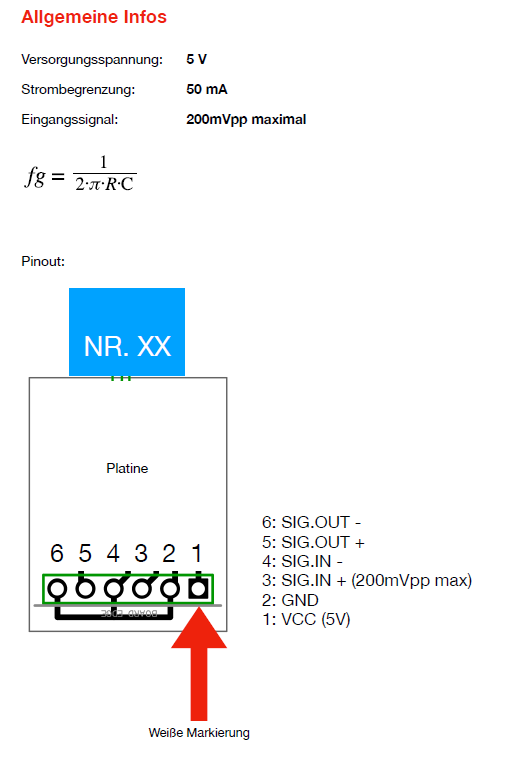 Allgemeine Infos
Versorgungsspannung: 5 V
Strombegrenzung: 50 mA
Eingangssignal: 200mVpp maximal
fg = 1 / 2·π·R·C
Pinout:
NR. XX
Platine
6 5 4 3 2 1
BOARD EDGE
6: SIG.OUT -
5: SIG.OUT +
4: SIG.IN -
3: SIG.IN + (200mVpp max)
2: GND
1: VCC (5V)
Weiße Markierung